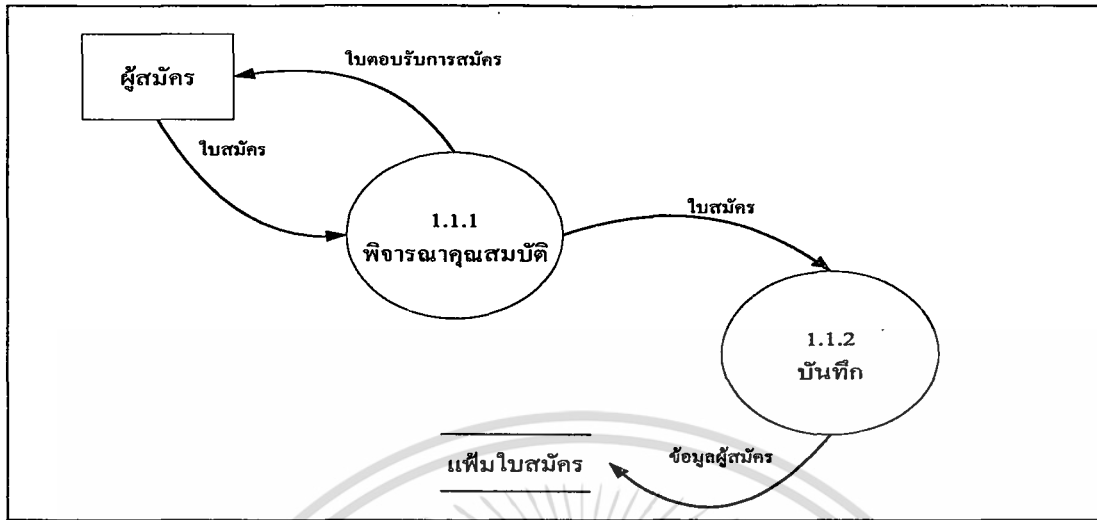 ใบตอบรับการสมัคร
ผู้สมัคร
ใบสมัคร
1.1.1
พิจารณาคุณสมบัติ
ใบสมัคร
1.1.2
บันทึก
แฟ้มใบสมัคร
ข้อมูลผู้สมัคร